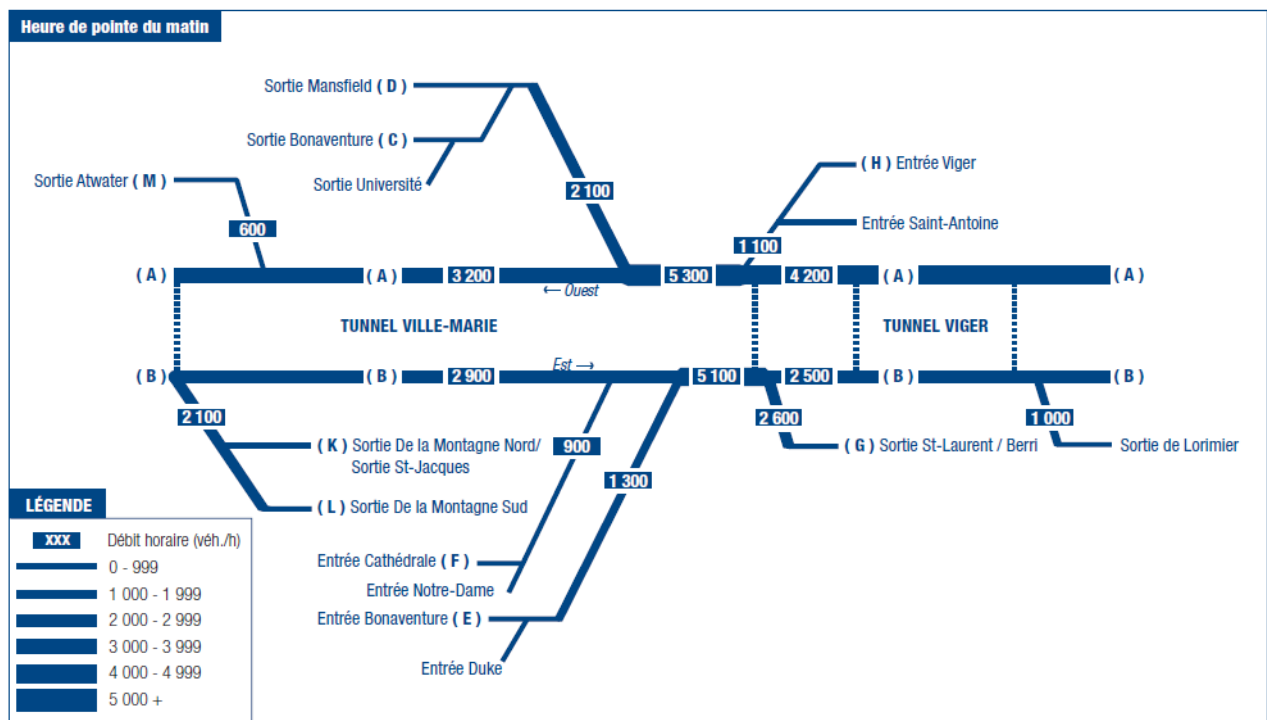 Heure de pointe du matin
Sortie Mansfield ( D )
Sortie Bonaventure ( C )
Sortie Université
Sortie Atwater ( M )
2 100
( H ) Entrée Viger
Entrée Saint-Antoine
600
1 100
( A )
( A )
3 200
5 300
4 200
( A )
( A )
← Ouest
TUNNEL VILLE-MARIE
TUNNEL VIGER
Est →
( B )
( B )
2 900
5 100
2 500
( B )
( B )
2 100
2 600
1 000
( K ) Sortie De la Montagne Nord/
Sortie St-Jacques
900
( G ) Sortie St-Laurent / Berri
Sortie de Lorimier
1 300
( L ) Sortie De la Montagne Sud
Entrée Cathédrale ( F )
Entrée Notre-Dame
Entrée Bonaventure ( E )
Entrée Duke
LÉGENDE
XXX Débit horaire (véh./h)
0 - 999
1 000 - 1 999
2 000 - 2 999
3 000 - 3 999
4 000 - 4 999
5 000 +